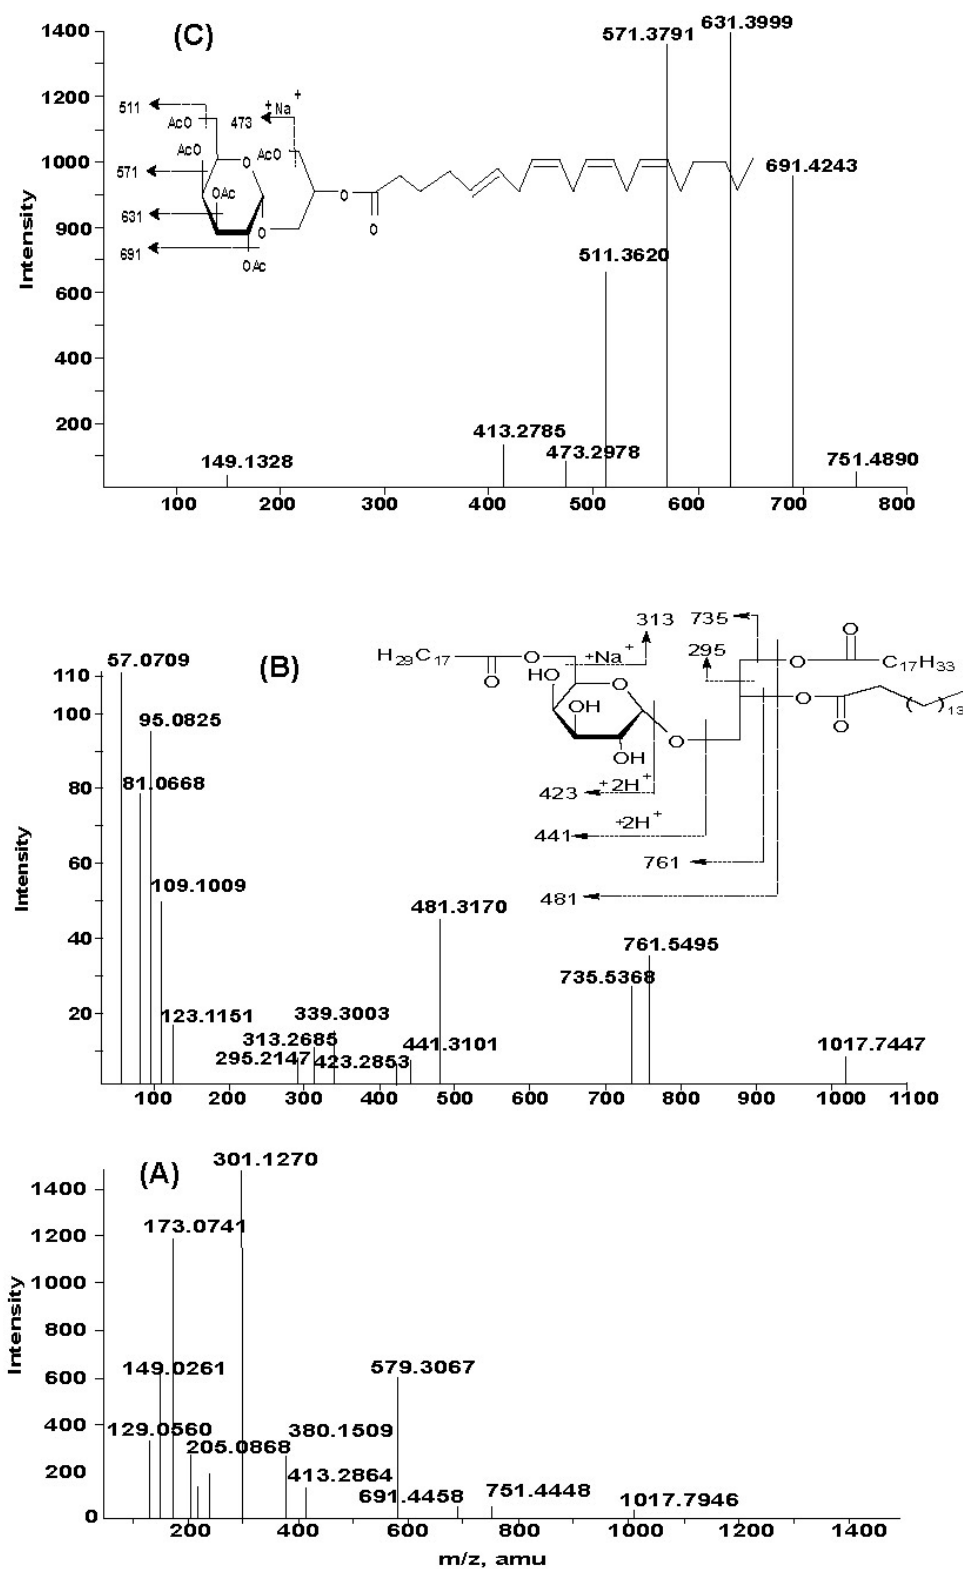 (C)
1400
1200
1000
800
600
400
200
Intensity
631.3999
571.3791
691.4243
511.3620
413.2785
473.2978
149.1328
751.4890
511
AcO
473
+Na+
AcO
AcO
O
571
OAc
631
O
691
OAc
O
O
100 200 300 400 500 600 700 800
57.0709
(B)
110
100
80
60
40
20
Intensity
95.0825
81.0668
109.1009
123.1151
481.3170
339.3003
313.2685
295.2147
423.2853
441.3101
761.5495
735.5368
1017.7447
313 735
295
H29C17
O
O
+Na+
HO
O
OH
OH
O
O
O
C17H33
O
O
( )13
423 +2H+
441 +2H+
761
481
100 200 300 400 500 600 700 800 900 1000 1100
(A)
301.1270
1400
1200
1000
800
600
400
200
0
Intensity
173.0741
149.0261
129.0560
205.0868
380.1509
413.2864
579.3067
691.4458
751.4448
1017.7946
200 400 600 800 1000 1200 1400
m/z, amu